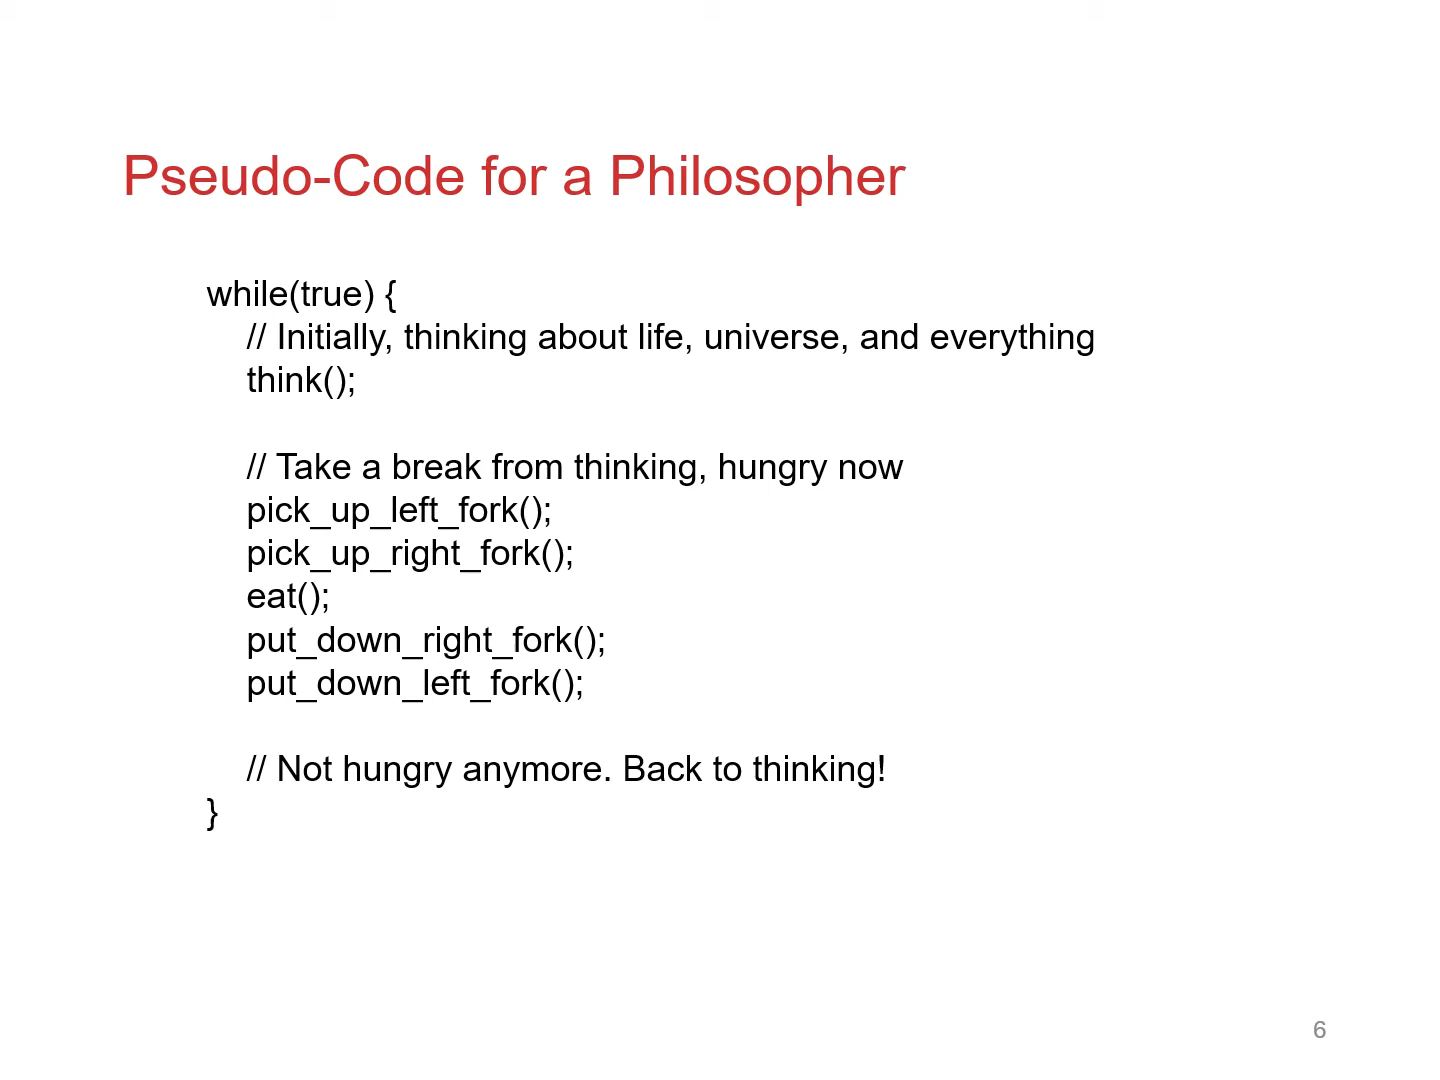 Pseudo-Code for a Philosopher
while(true) {
// Initially, thinking about life, universe, and everything
think();
// Take a break from thinking, hungry now
pick_up_left_fork();
pick_up_right_fork();
eat();
put_down_right_fork();
put_down_left_fork();
// Not hungry anymore. Back to thinking!
}
6